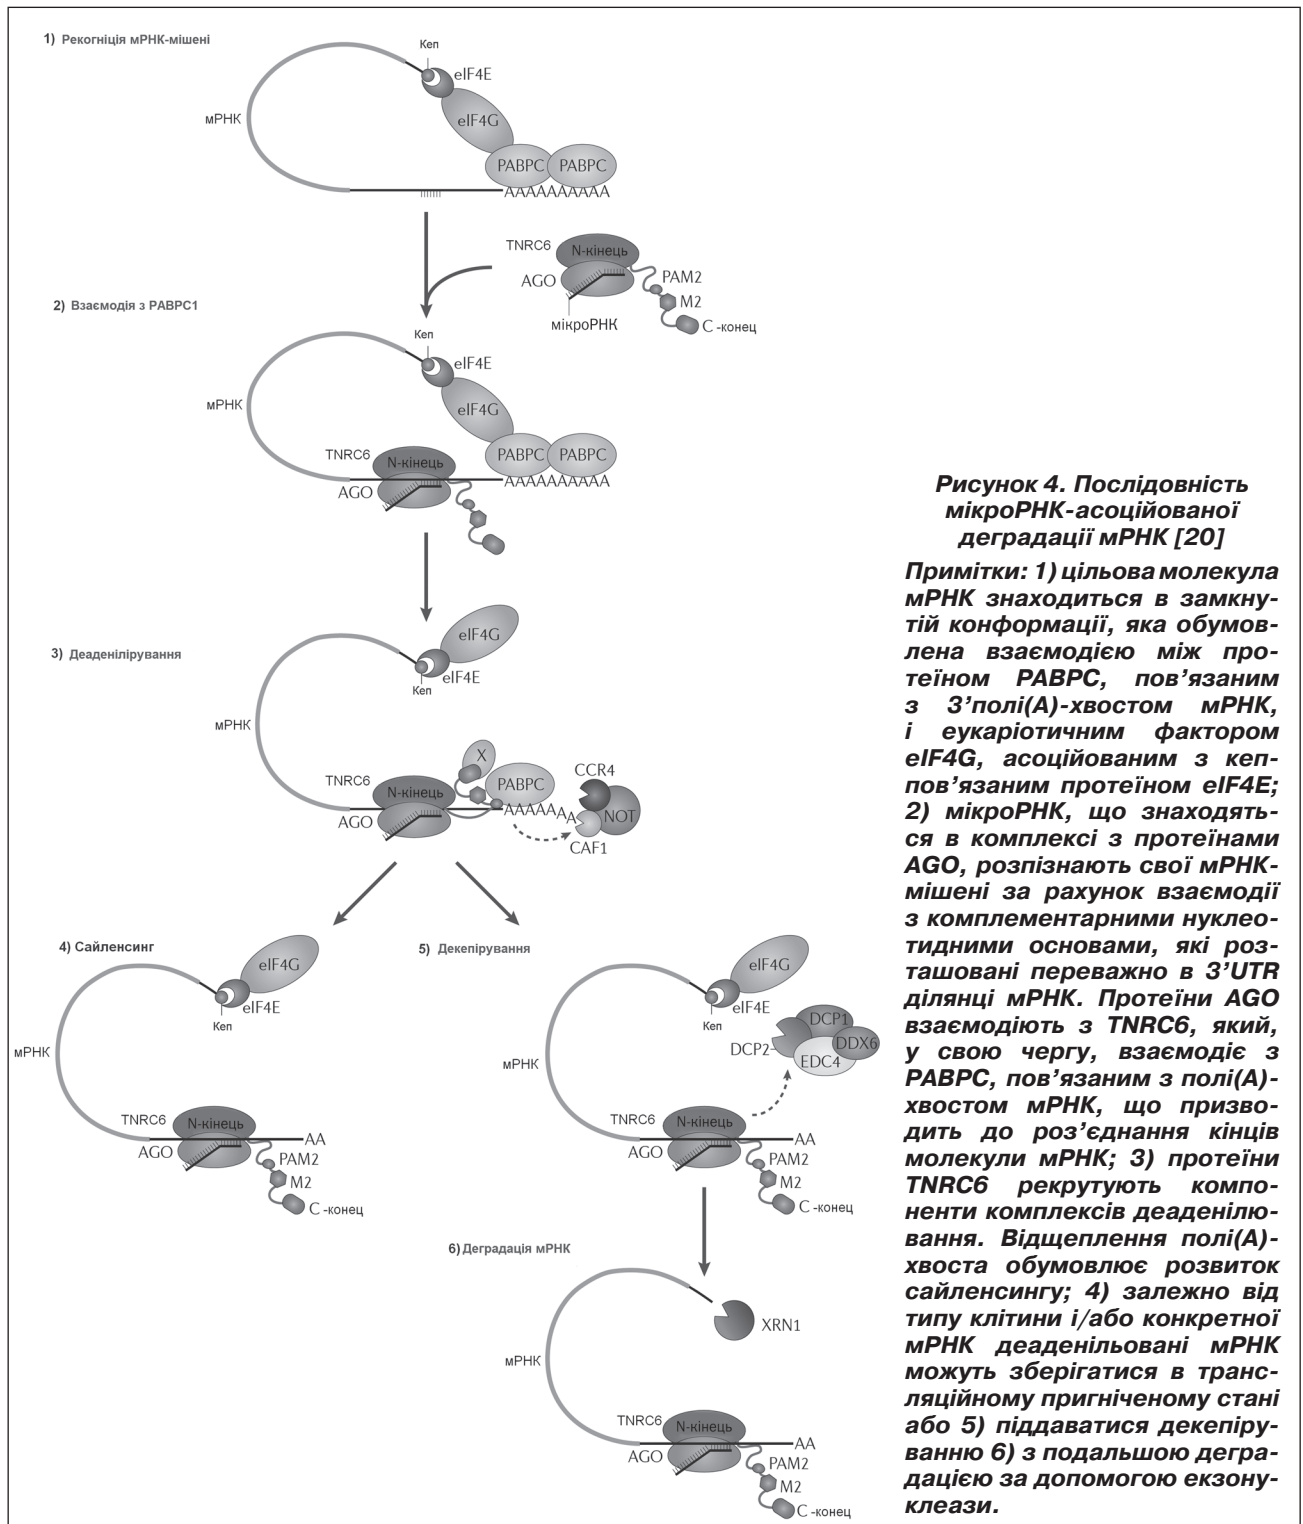 1) Рекогніція мРНК-мішені
Кеп
eIF4E
мРНК
eIF4G
PABPC
PABPC
AAAAAAAAAA
TNRC6
N-кінець
AGO
PAM2
M2
C -конец
мікроРНК
2) Взаємодія з PABPC1
Кеп
eIF4E
мРНК
eIF4G
TNRC6
N-кінець
PABPC
PABPC
AGO
AAAAAAAAAA
3) Деаденілірування
eIF4G
eIF4E
Кеп
мРНК
TNRC6
N-кінець
X
PABPC
CCR4
AGO
AAAAAAA
NOT
CAF1
4) Сайленсинг
eIF4G
eIF4E
Кеп
мРНК
TNRC6
N-кінець
AA
AGO
PAM2
M2
C -конец
5) Декепірування
eIF4G
eIF4E
Кеп
DCP1
DCP2
DDX6
EDC4
мРНК
TNRC6
N-кінець
AA
AGO
PAM2
M2
C -конец
6) Деградація мРНК
XRN1
мРНК
TNRC6
N-кінець
AA
AGO
PAM2
M2
C -конец
Рисунок 4. Послідовність
мікроРНК-асоційованої
деградації мРНК [20]
Примітки: 1) цільова молекула
мРНК знаходиться в замкну-
тій конформації, яка обумов-
лена взаємодією між про-
теїном PABPC, пов’язаним
з 3’полі(А)-хвостом мРНК,
і еукаріотичним фактором
eIF4G, асоційованим з кеп-
пов’язаним протеїном eIF4E;
2) мікроРНК, що знаходять-
ся в комплексі з протеїнами
AGO, розпізнають свої мРНК-
мішені за рахунок взаємодії
з комплементарними нуклео-
тидними основами, які роз-
ташовані переважно в 3’UTR
ділянці мРНК. Протеїни AGO
взаємодіють з TNRC6, який,
у свою чергу, взаємодіє з
PABPC, пов’язаним з полі(А)-
хвостом мРНК, що призво-
дить до роз’єднання кінців
молекули мРНК; 3) протеїни
TNRC6 рекрутують компо-
ненти комплексів деаденілю-
вання. Відщеплення полі(А)-
хвоста обумовлює розвиток
сайленсингу; 4) залежно від
типу клітини і/або конкретної
мРНК деаденільовані мРНК
можуть зберігатися в транс-
ляційному пригніченому стані
або 5) піддаватися декепіру-
ванню 6) з подальшою дегра-
дацією за допомогою екзону-
клеази.